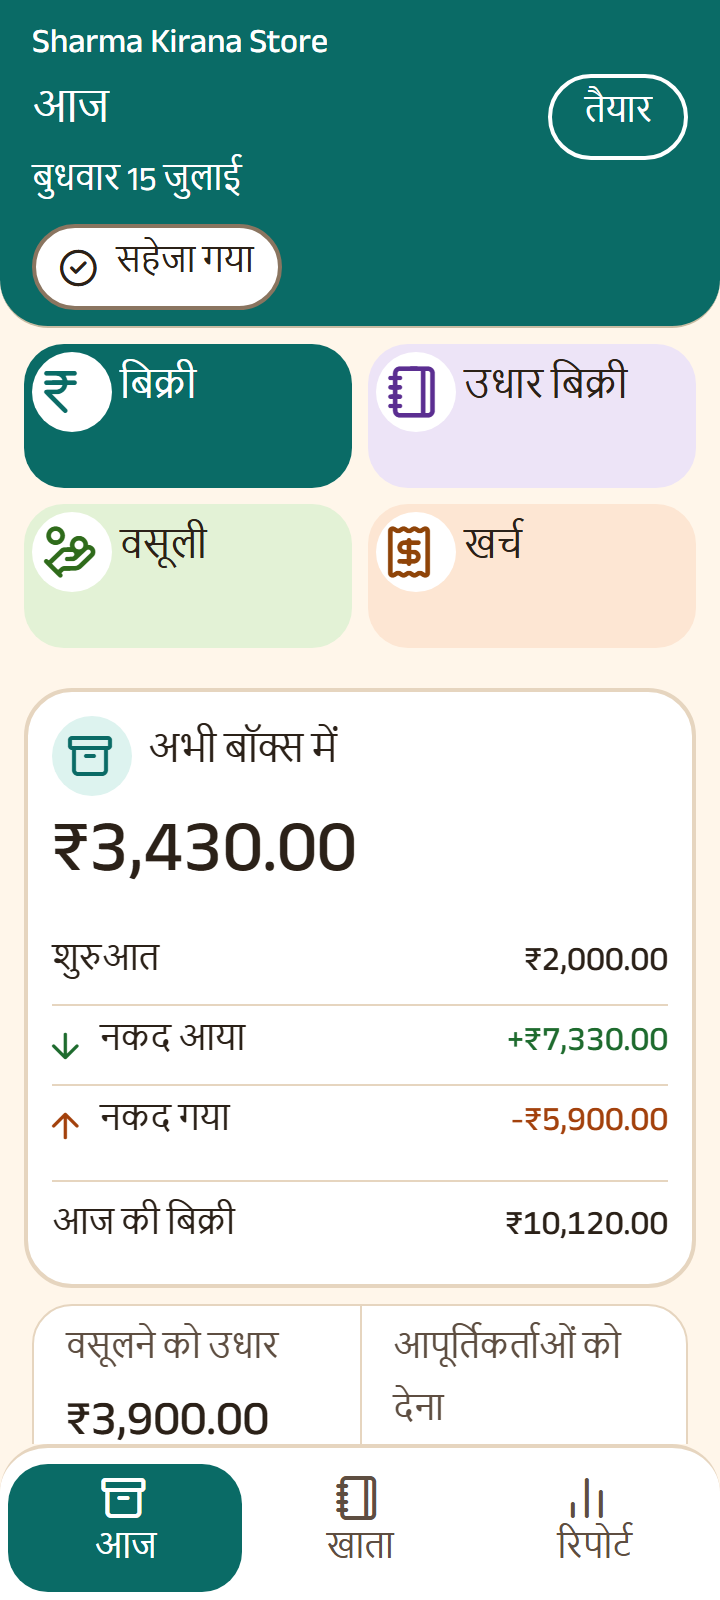 Sharma Kirana Store
आज
तैयार
बुधवार 15 जुलाई
सहेजा गया
बिक्री
उधार बिक्री
वसूली
खर्च
अभी बॉक्स में
₹3,430.00
शुरुआत ₹2,000.00
नकद आया +₹7,330.00
नकद गया -₹5,900.00
आज की बिक्री ₹10,120.00
वसूलने को उधार
₹3,900.00
आपूर्तिकर्ताओं को
देना
आज
खाता
रिपोर्ट